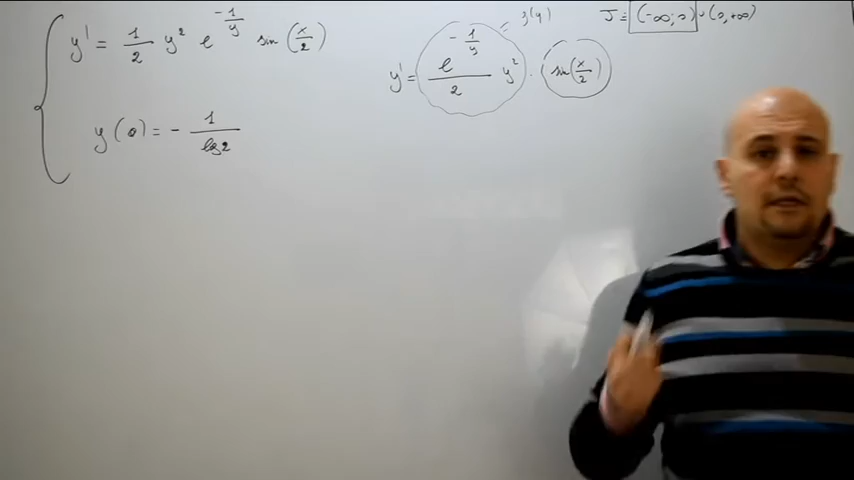 y' = 1/2 y² e^(-1/y) sin (x/2)
y(0) = - 1/log2
y' = e^(-1/y)/2 y² · sin(x/2)
= g(y)
J = (-∞; 0) ∪ (0, +∞)